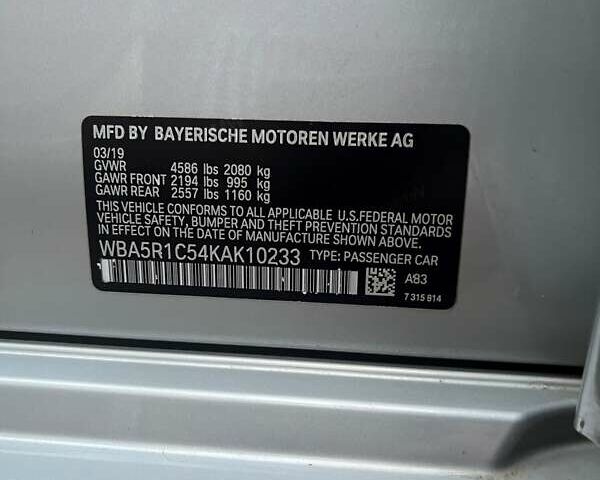 MFD BY BAYERISCHE MOTOREN WERKE AG
03/19
GVWR 4586 lbs 2080 kg
GAWR FRONT 2194 lbs 995 kg
GAWR REAR 2557 lbs 1160 kg
THIS VEHICLE CONFORMS TO ALL APPLICABLE U.S.FEDERAL MOTOR
VEHICLE SAFETY, BUMPER, AND THEFT PREVENTION STANDARDS
IN EFFECT ON THE DATE OF MANUFACTURE SHOWN ABOVE.
WBA5R1C54KAK10233 TYPE: PASSENGER CAR
A83
7 315 814